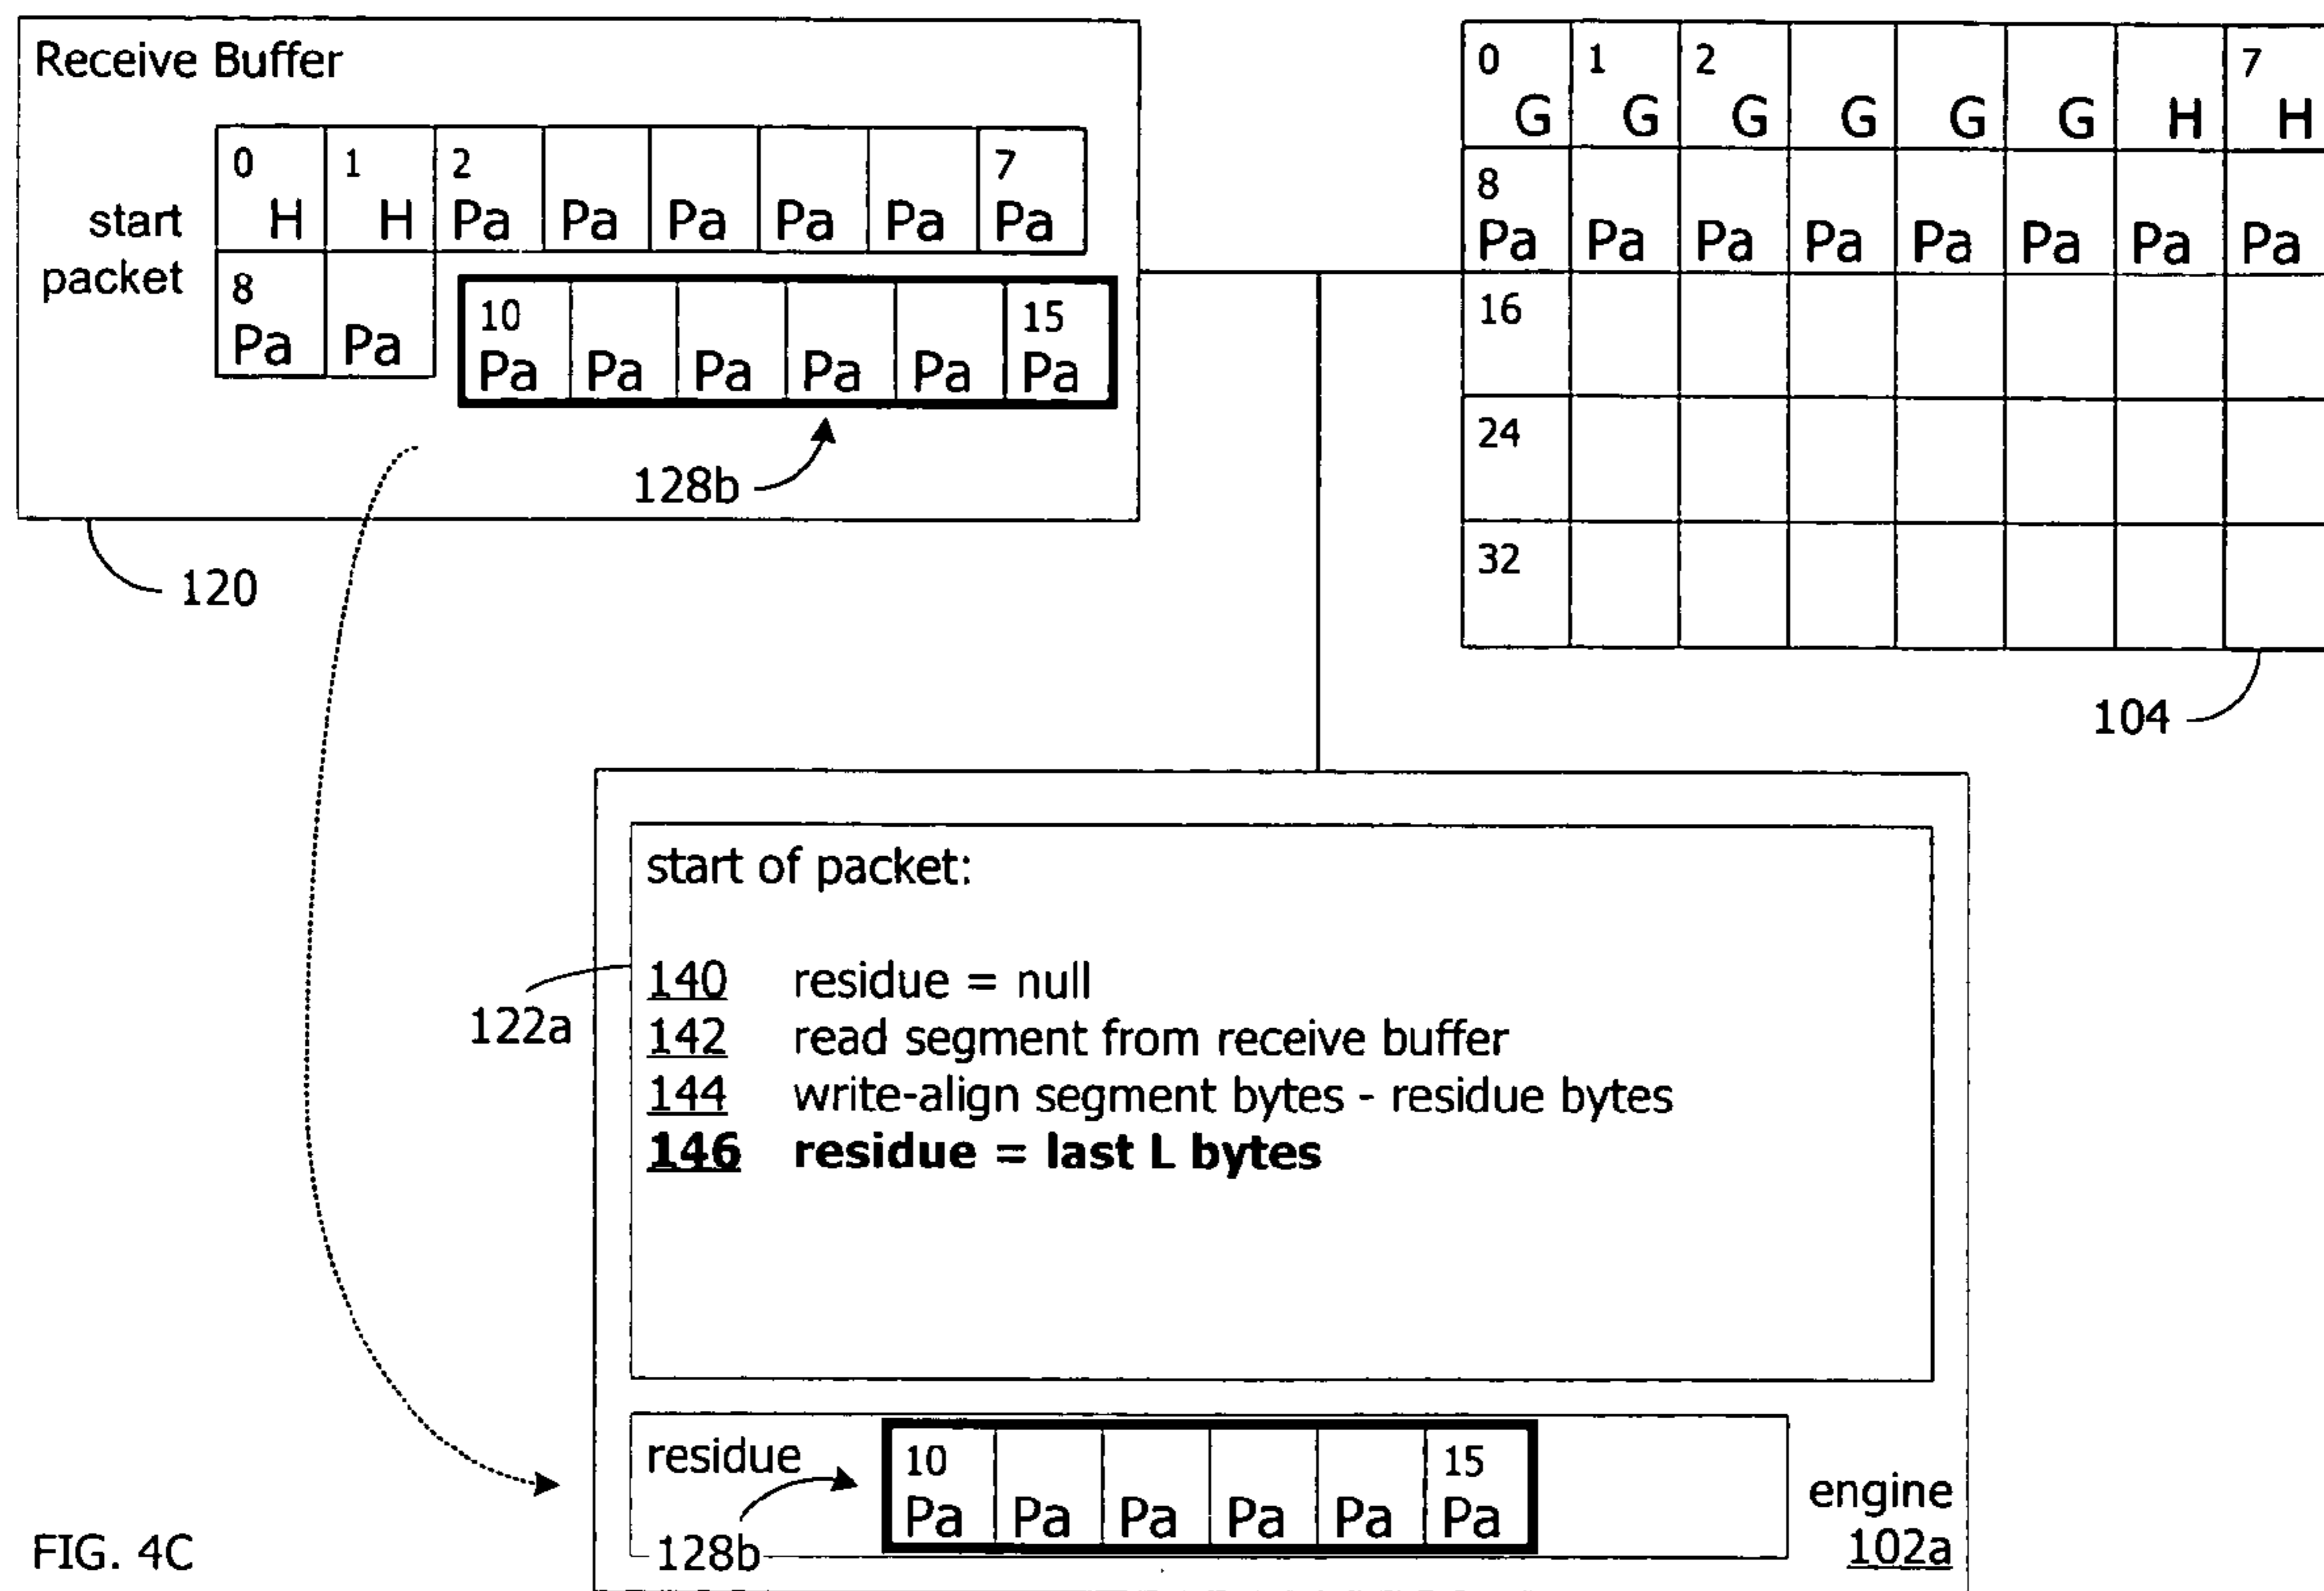 Receive Buffer
start
packet
0 1 2 7
H H Pa Pa Pa Pa Pa Pa
8
Pa Pa
10 15
Pa Pa Pa Pa Pa Pa
128b
120
0 1 2 7
G G G G G G H H
8
Pa Pa Pa Pa Pa Pa Pa Pa
16
24
32
104
start of packet:
140 residue = null
142 read segment from receive buffer
144 write-align segment bytes - residue bytes
146 residue = last L bytes
122a
residue
10 15
Pa Pa Pa Pa Pa Pa
128b
engine
102a
FIG. 4C